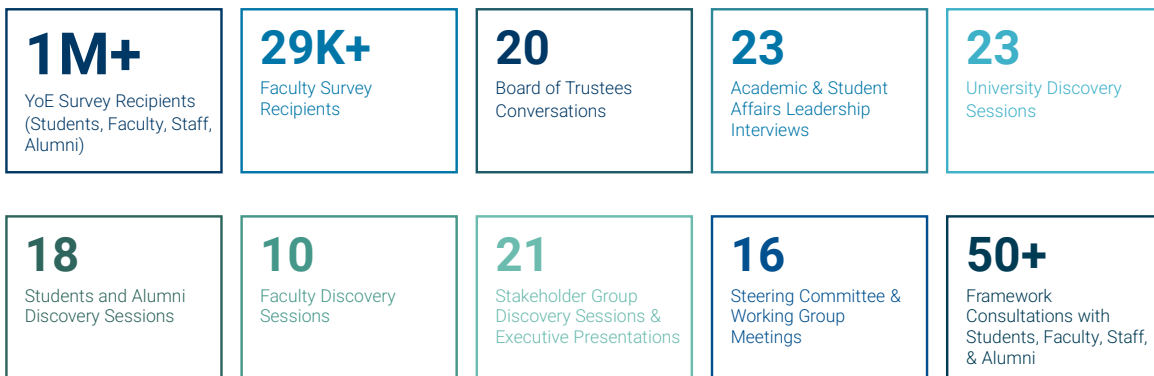 1M+
YoE Survey Recipients
(Students, Faculty, Staff,
Alumni)
29K+
Faculty Survey
Recipients
20
Board of Trustees
Conversations
23
Academic & Student
Affairs Leadership
Interviews
23
University Discovery
Sessions
18
Students and Alumni
Discovery Sessions
10
Faculty Discovery
Sessions
21
Stakeholder Group
Discovery Sessions &
Executive Presentations
16
Steering Committee &
Working Group
Meetings
50+
Framework
Consultations with
Students, Faculty, Staff,
& Alumni